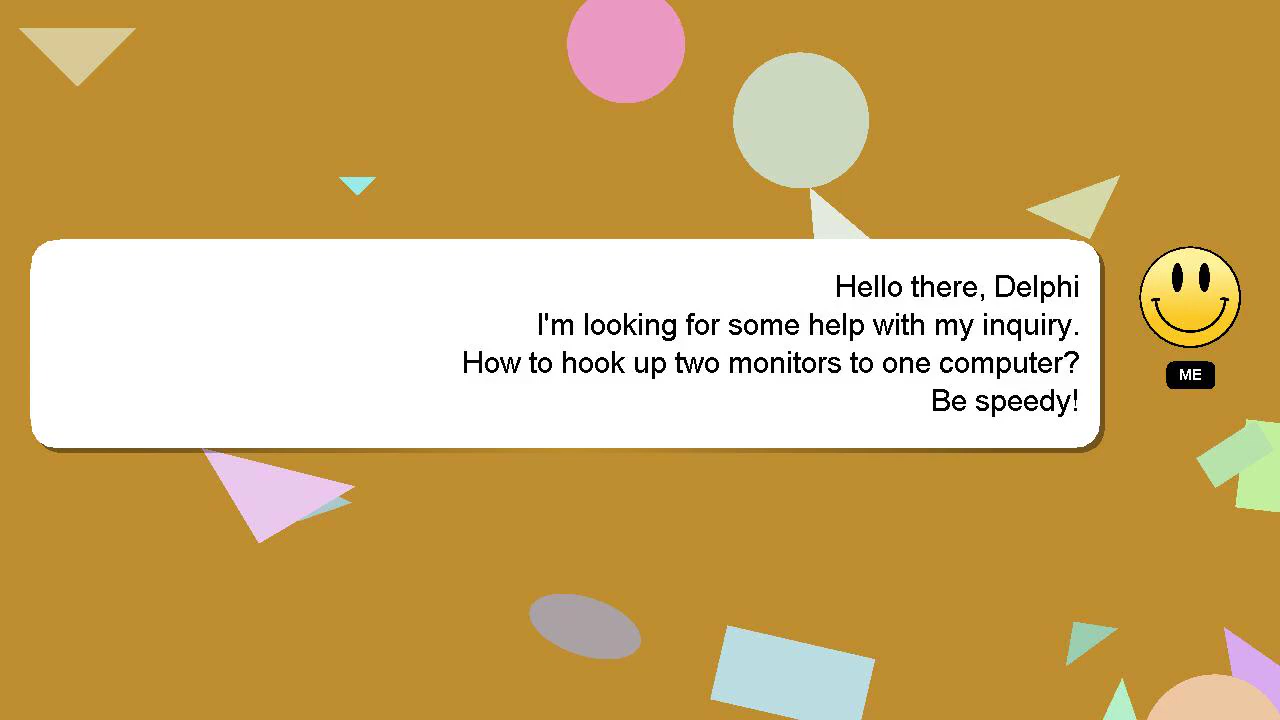 Hello there, Delphi
I'm looking for some help with my inquiry.
How to hook up two monitors to one computer?
Be speedy!
ME